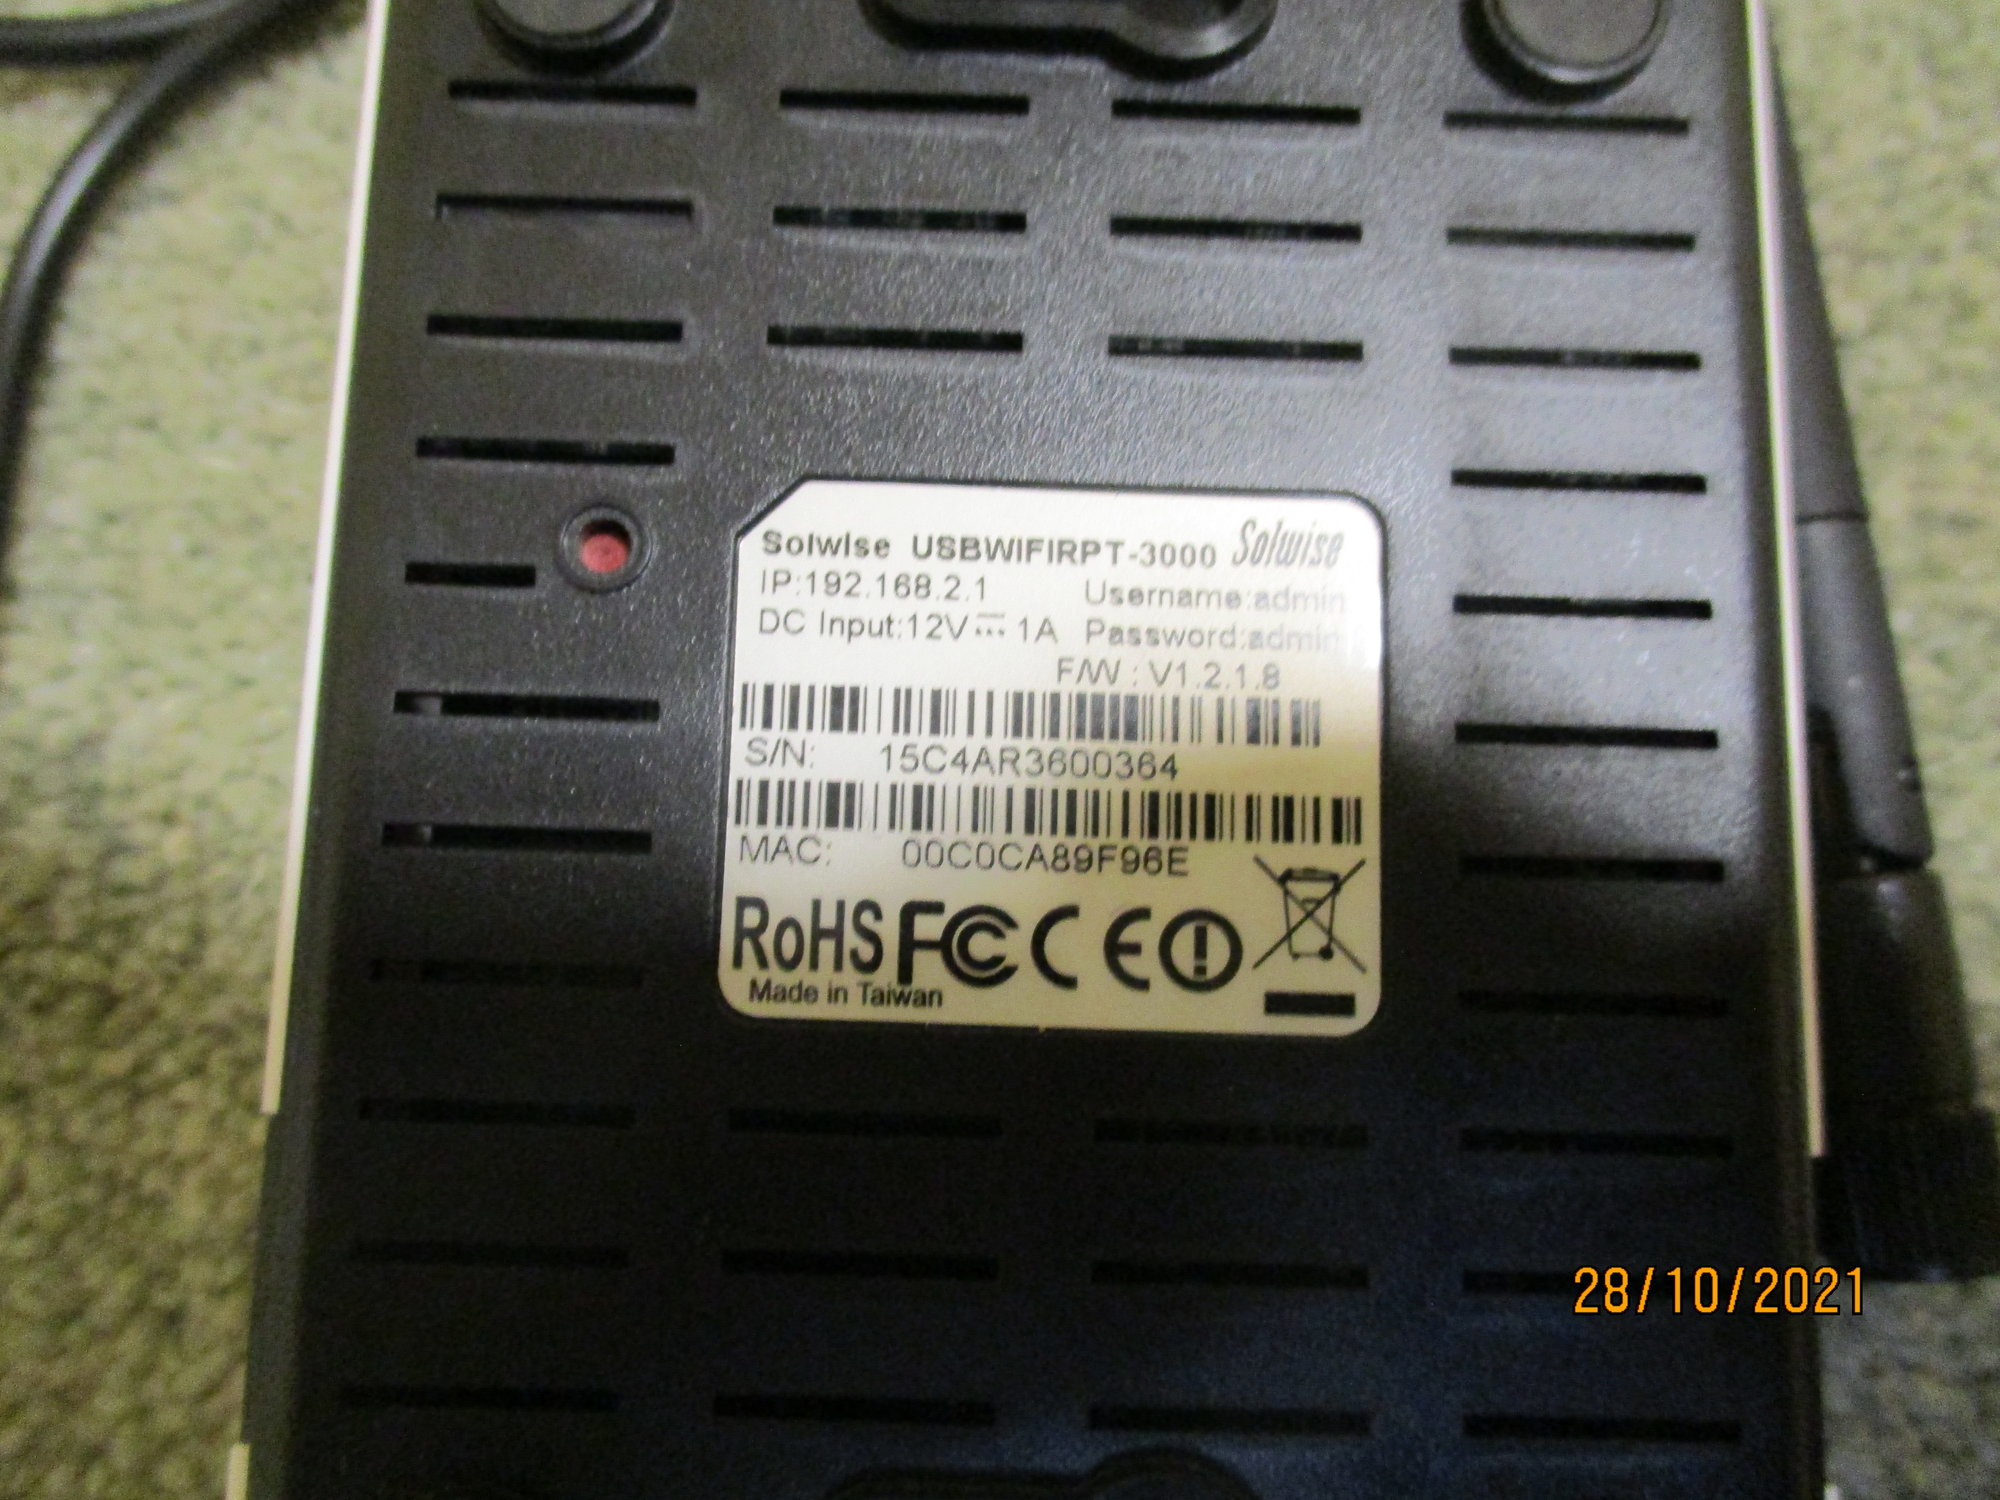 Solwise USBWIFIRPT-3000 Solwise
IP:192.168.2.1 Username:admin
DC Input:12V⎓ 1A Password:admin
F/W : V1.2.1.8
S/N: 15C4AR3600364
MAC: 00C0CA89F96E
RoHS FC CE
Made in Taiwan
28/10/2021